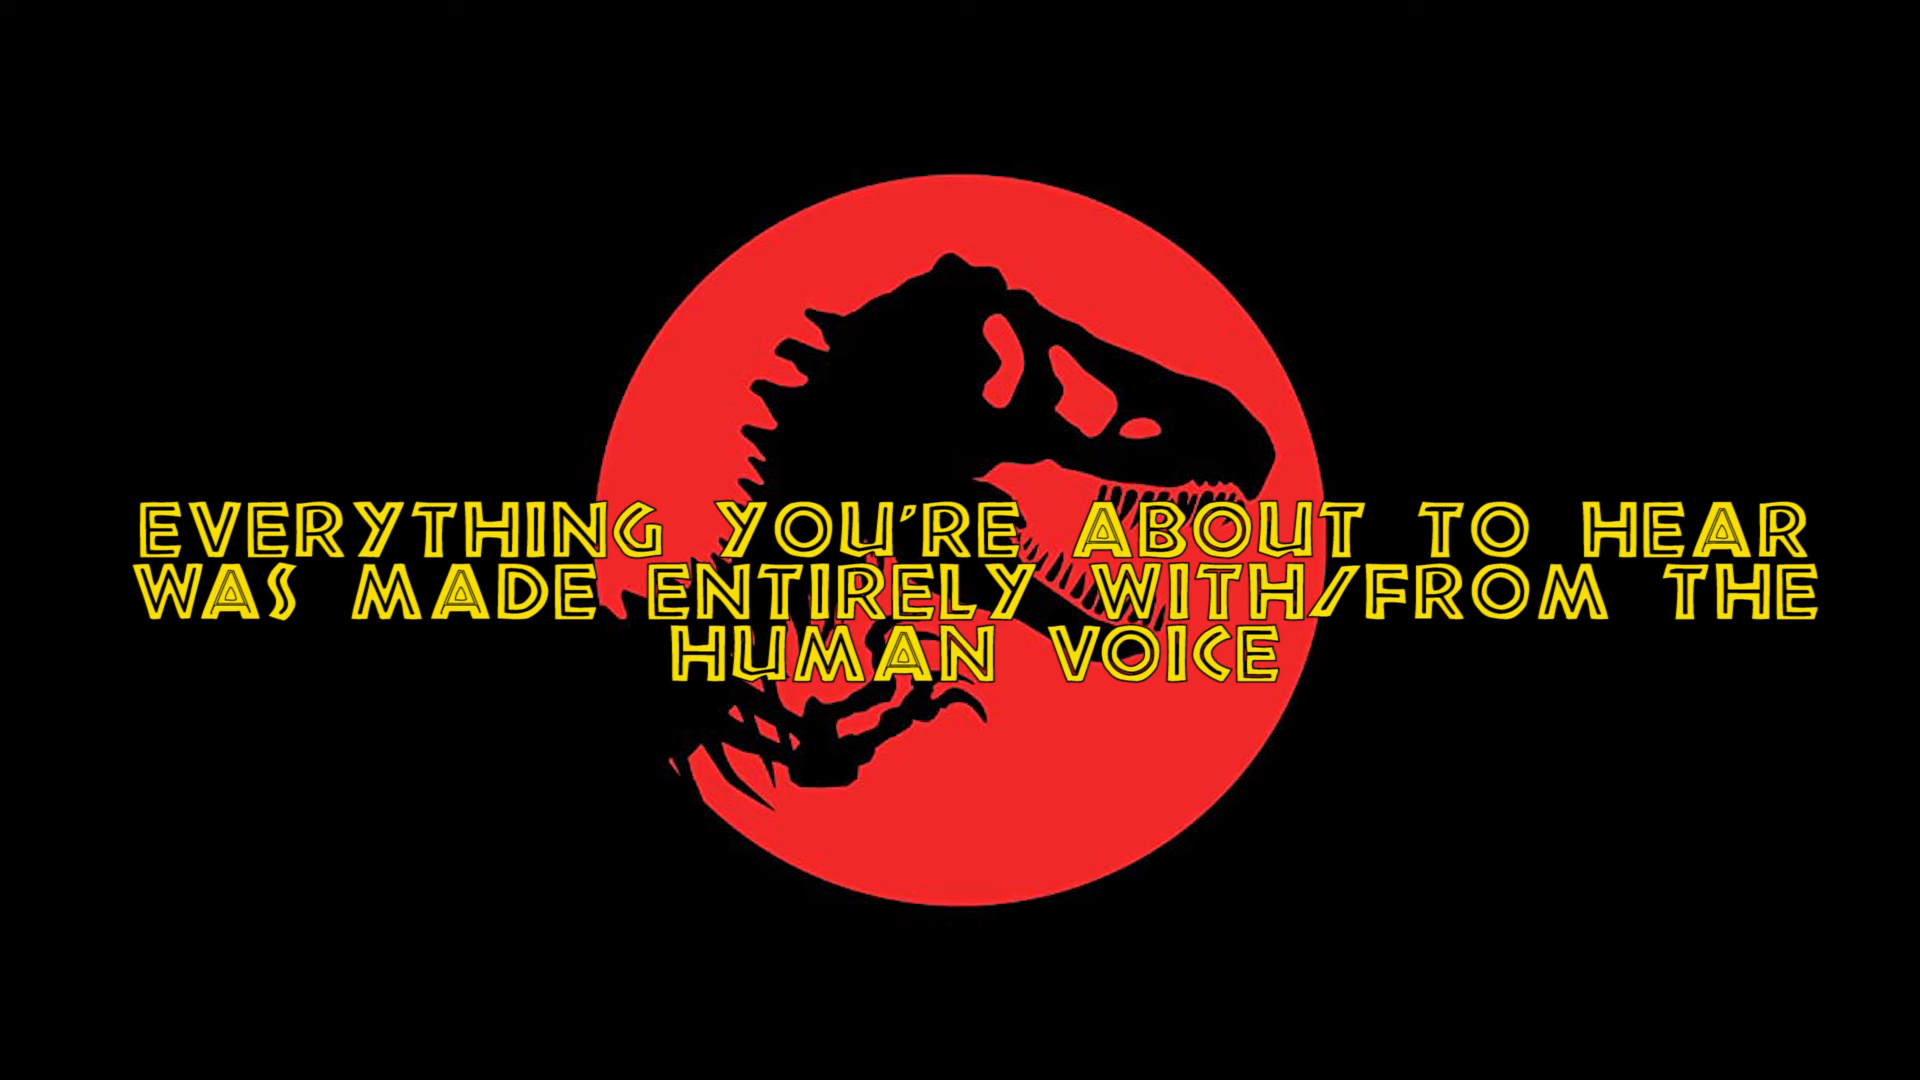 EVERYTHING YOU'RE ABOUT TO HEAR
WAS MADE ENTIRELY WITH/FROM THE
HUMAN VOICE